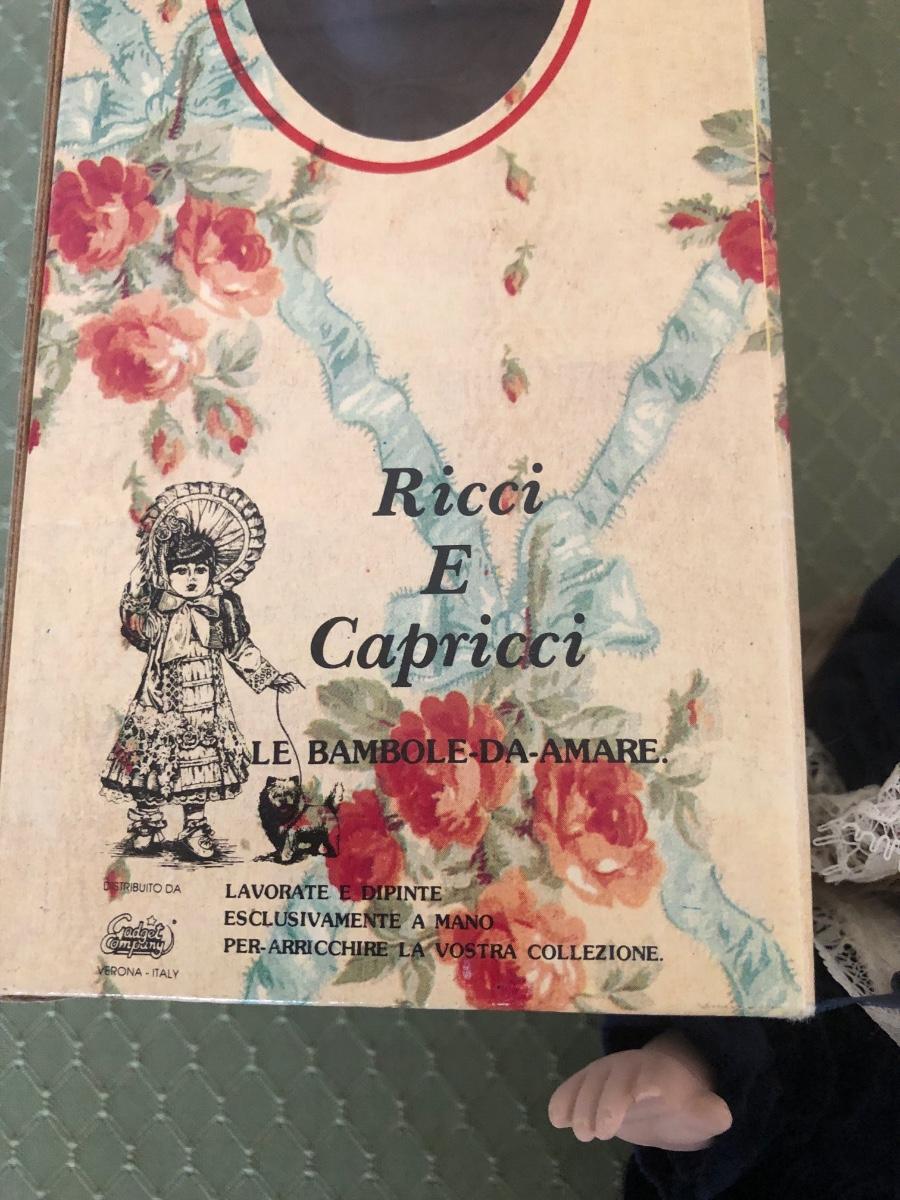 Ricci
E
Capricci
LE BAMBOLE-DA-AMARE.
DISTRIBUITO DA
Gadget
Company
VERONA - ITALY
LAVORATE E DIPINTE
ESCLUSIVAMENTE A MANO
PER-ARRICCHIRE LA VOSTRA COLLEZIONE.